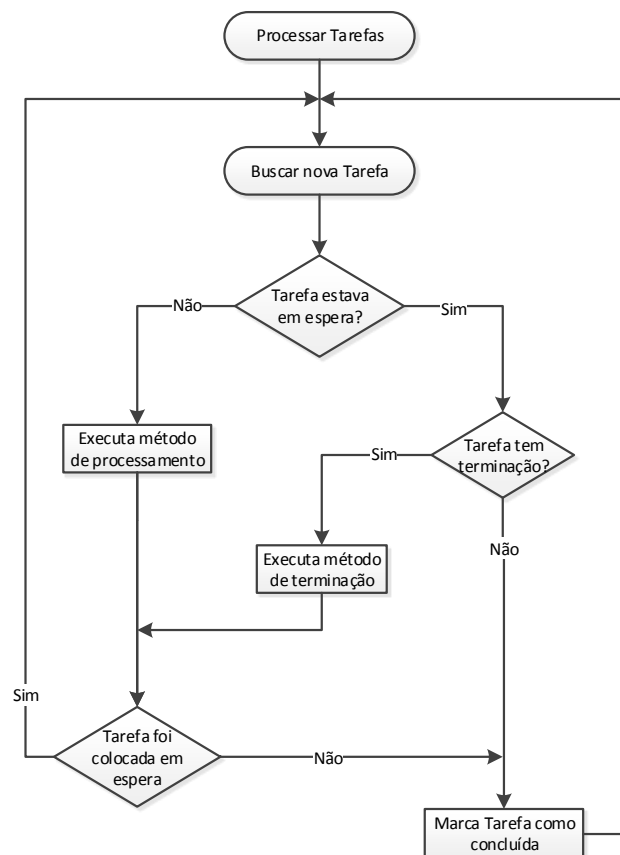 Processar Tarefas
Buscar nova Tarefa
Tarefa estava
em espera?
Não
Sim
Executa método
de processamento
Tarefa tem
terminação?
Sim
Não
Executa método
de terminação
Sim
Tarefa foi
colocada em
espera
Não
Marca Tarefa como
concluída